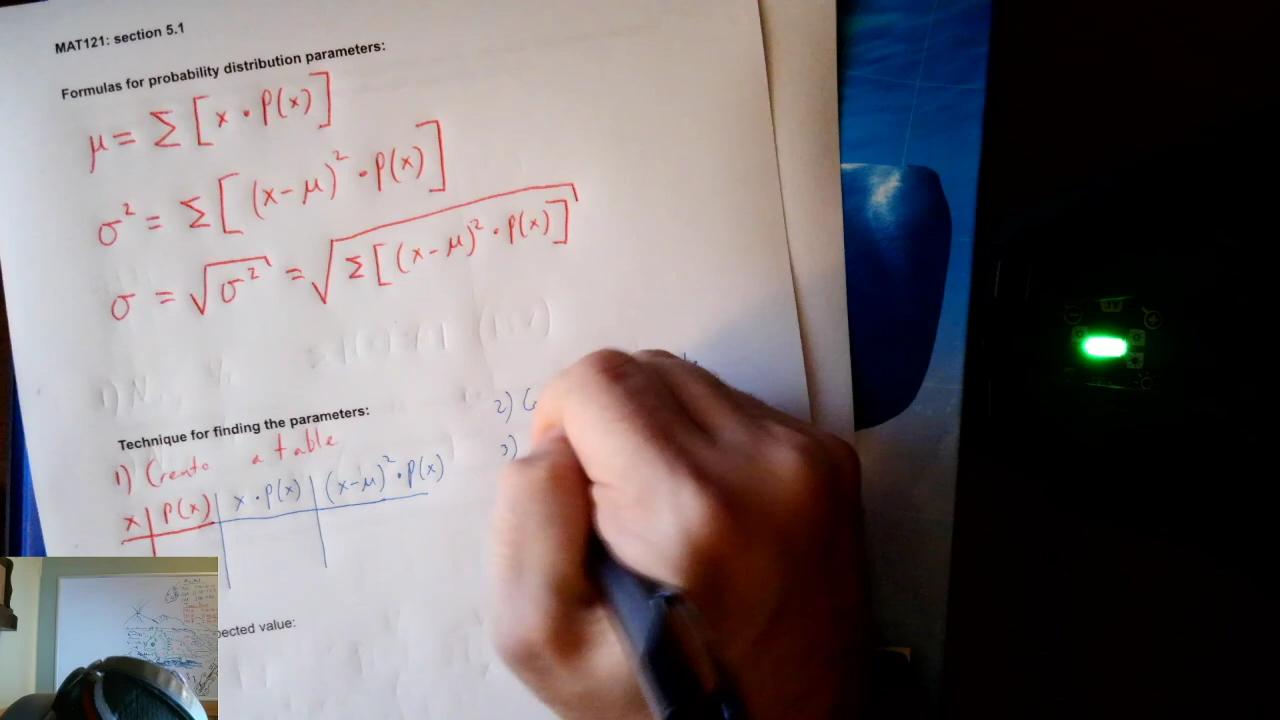 MAT121: section 5.1
Formulas for probability distribution parameters:
μ = Σ [x · P(x)]
σ² = Σ [(x-μ)² · P(x)]
σ = √σ² = √Σ[(x-μ)² · P(x)]
Technique for finding the parameters:
1) Create a table
x | P(x) | x · P(x) | (x-μ)² · P(x)
2)
3)
value: